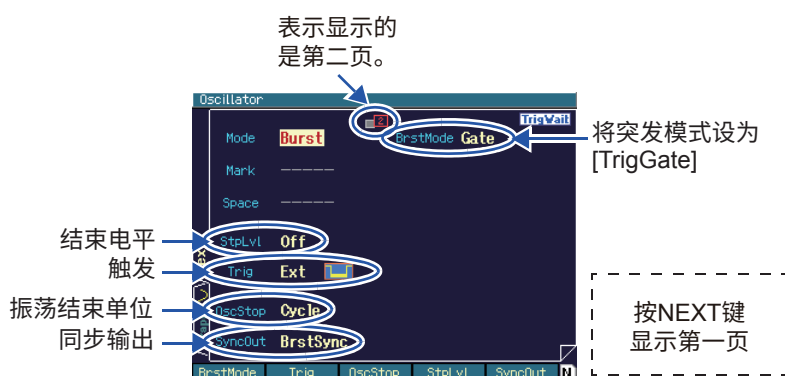 表示显示的
是第二页。
Oscillator
2
TrigWait
Mode Burst
BrstMode Gate
将突发模式设为
[TrigGate]
Mark -----
Space -----
结束电平
StpLvl Off
触发
Trig Ext
振荡结束单位
OscStop Cycle
同步输出
SyncOut BrstSync
按NEXT键
显示第一页
BrstMode Trig OscStop StpLvl SyncOut N